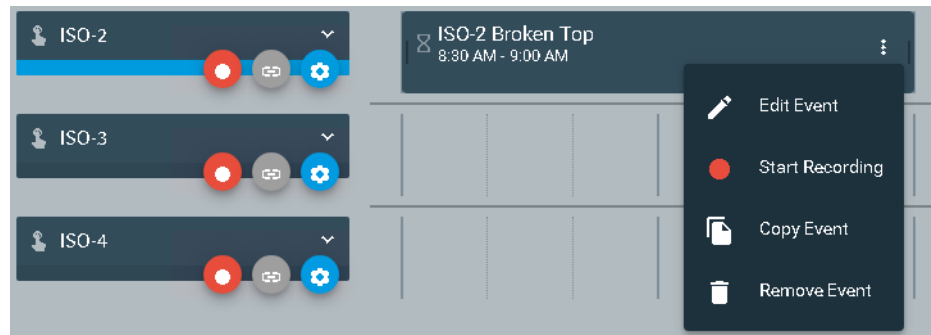 ISO-2
ISO-2 Broken Top
8:30 AM - 9:00 AM
Edit Event
ISO-3
Start Recording
Copy Event
ISO-4
Remove Event